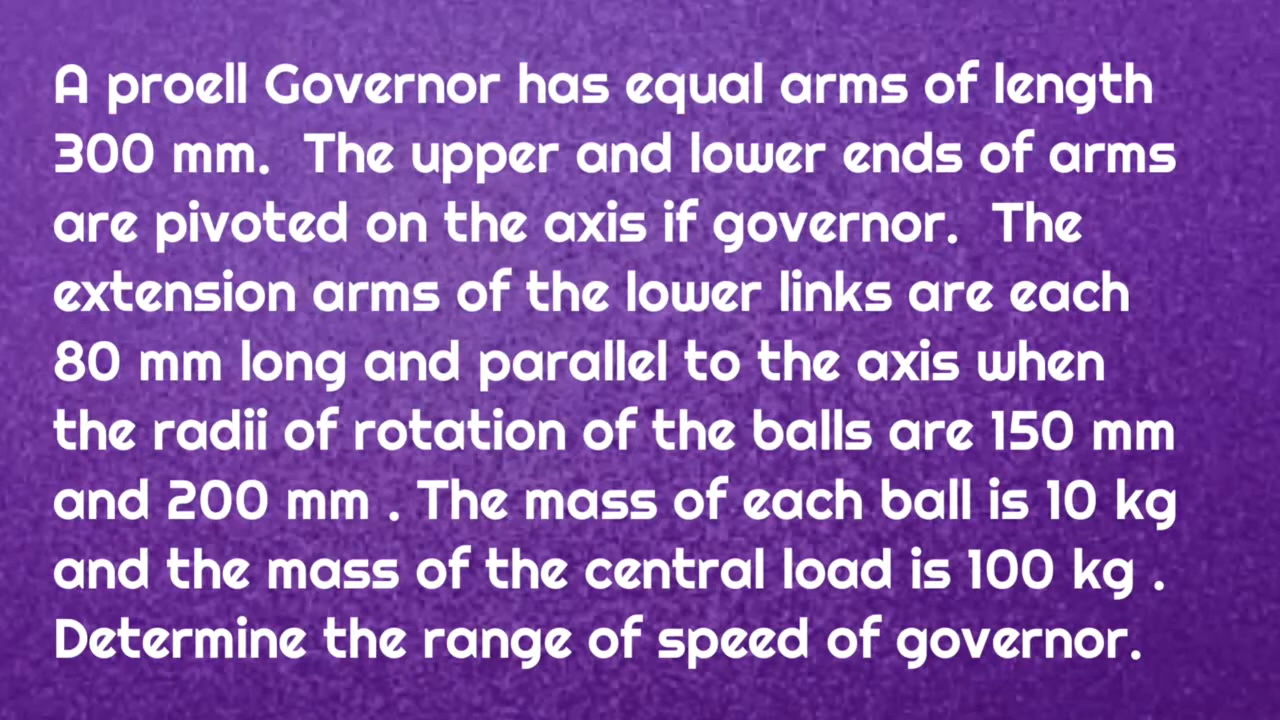 A proell Governor has equal arms of length
300 mm. The upper and lower ends of arms
are pivoted on the axis if governor. The
extension arms of the lower links are each
80 mm long and parallel to the axis when
the radii of rotation of the balls are 150 mm
and 200 mm . The mass of each ball is 10 kg
and the mass of the central load is 100 kg .
Determine the range of speed of governor.